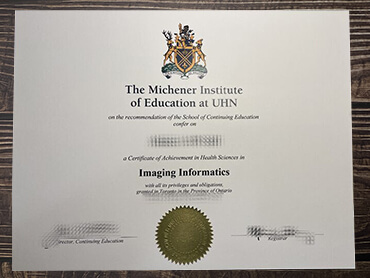 The Michener Institute
of Education at UHN
on the recommendation of the School of Continuing Education
confer on
a Certificate of Achievement in Health Sciences in
Imaging Informatics
with all its privileges and obligations,
granted in Toronto in the Province of Ontario
Director, Continuing Education
Registrar